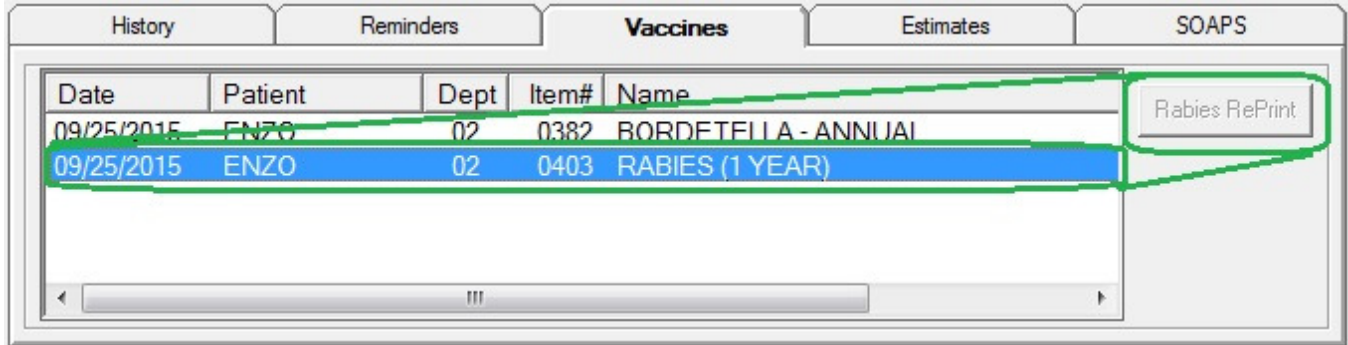 History Reminders Vaccines Estimates SOAPS
Date Patient Dept Item# Name
Rabies RePrint
09/25/2015 ENZO 02 0382 BORDETELLA - ANNUAL
09/25/2015 ENZO 02 0403 RABIES (1 YEAR)